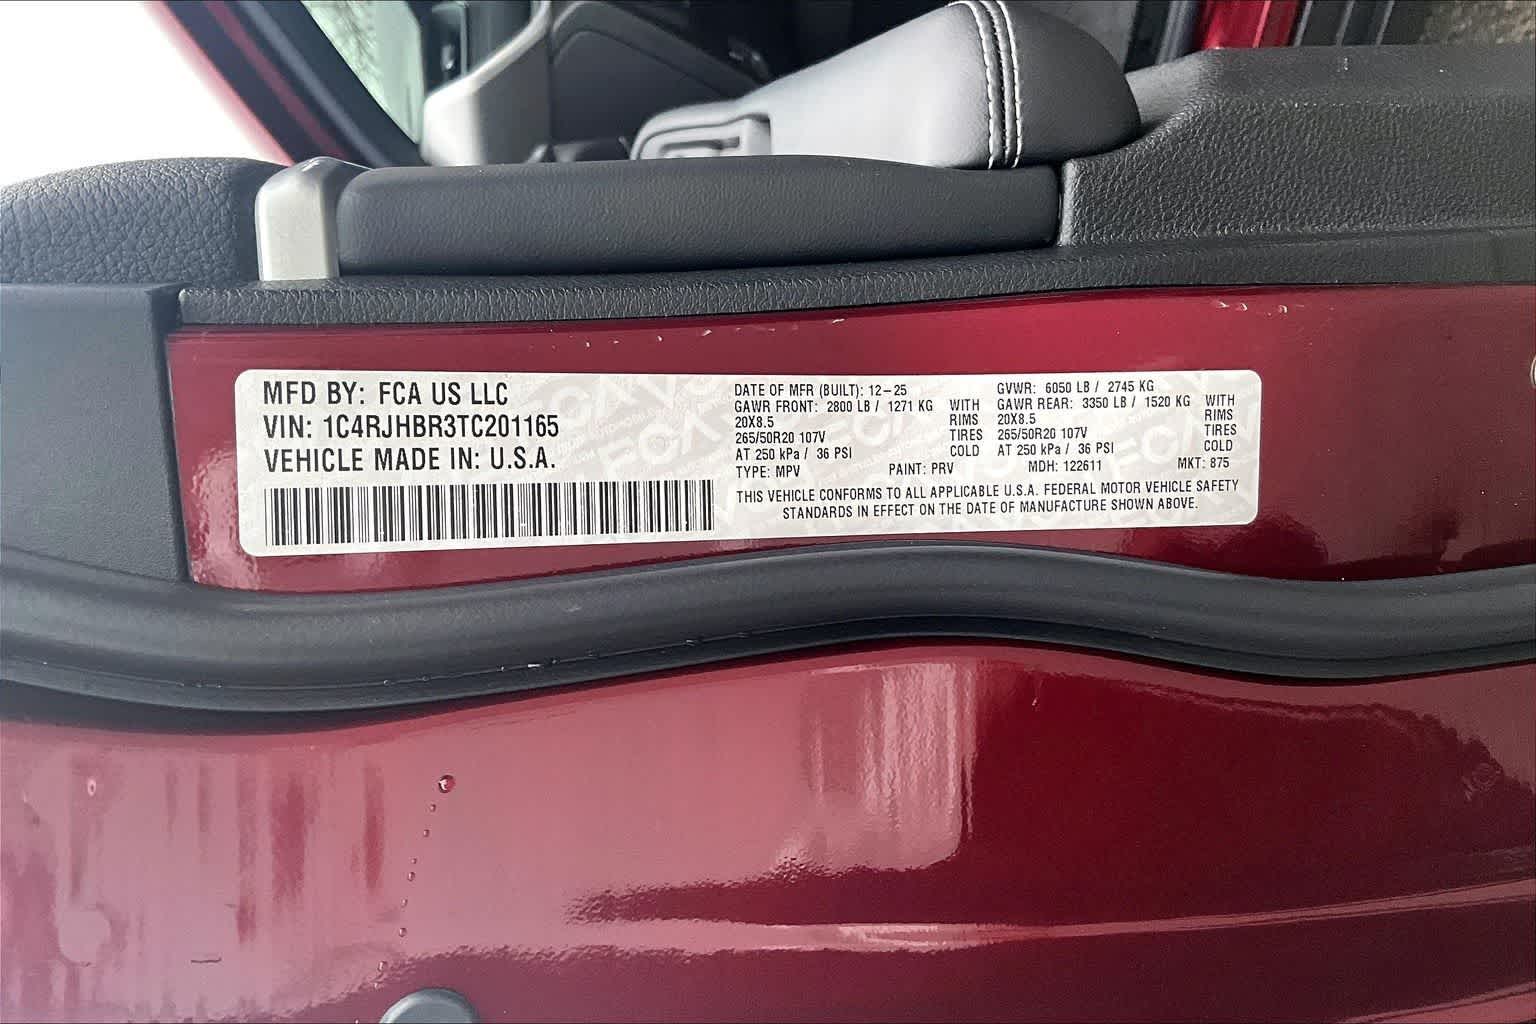 MFD BY: FCA US LLC
VIN: 1C4RJHBR3TC201165
VEHICLE MADE IN: U.S.A.
DATE OF MFR (BUILT): 12-25
GAWR FRONT: 2800 LB / 1271 KG WITH
20X8.5 RIMS
265/50R20 107V TIRES
AT 250 kPa / 36 PSI COLD
TYPE: MPV PAINT: PRV MDH: 122611 MKT: 875
GVWR: 6050 LB / 2745 KG
GAWR REAR: 3350 LB / 1520 KG WITH
20X8.5 RIMS
265/50R20 107V TIRES
AT 250 kPa / 36 PSI COLD
THIS VEHICLE CONFORMS TO ALL APPLICABLE U.S.A. FEDERAL MOTOR VEHICLE SAFETY
STANDARDS IN EFFECT ON THE DATE OF MANUFACTURE SHOWN ABOVE.